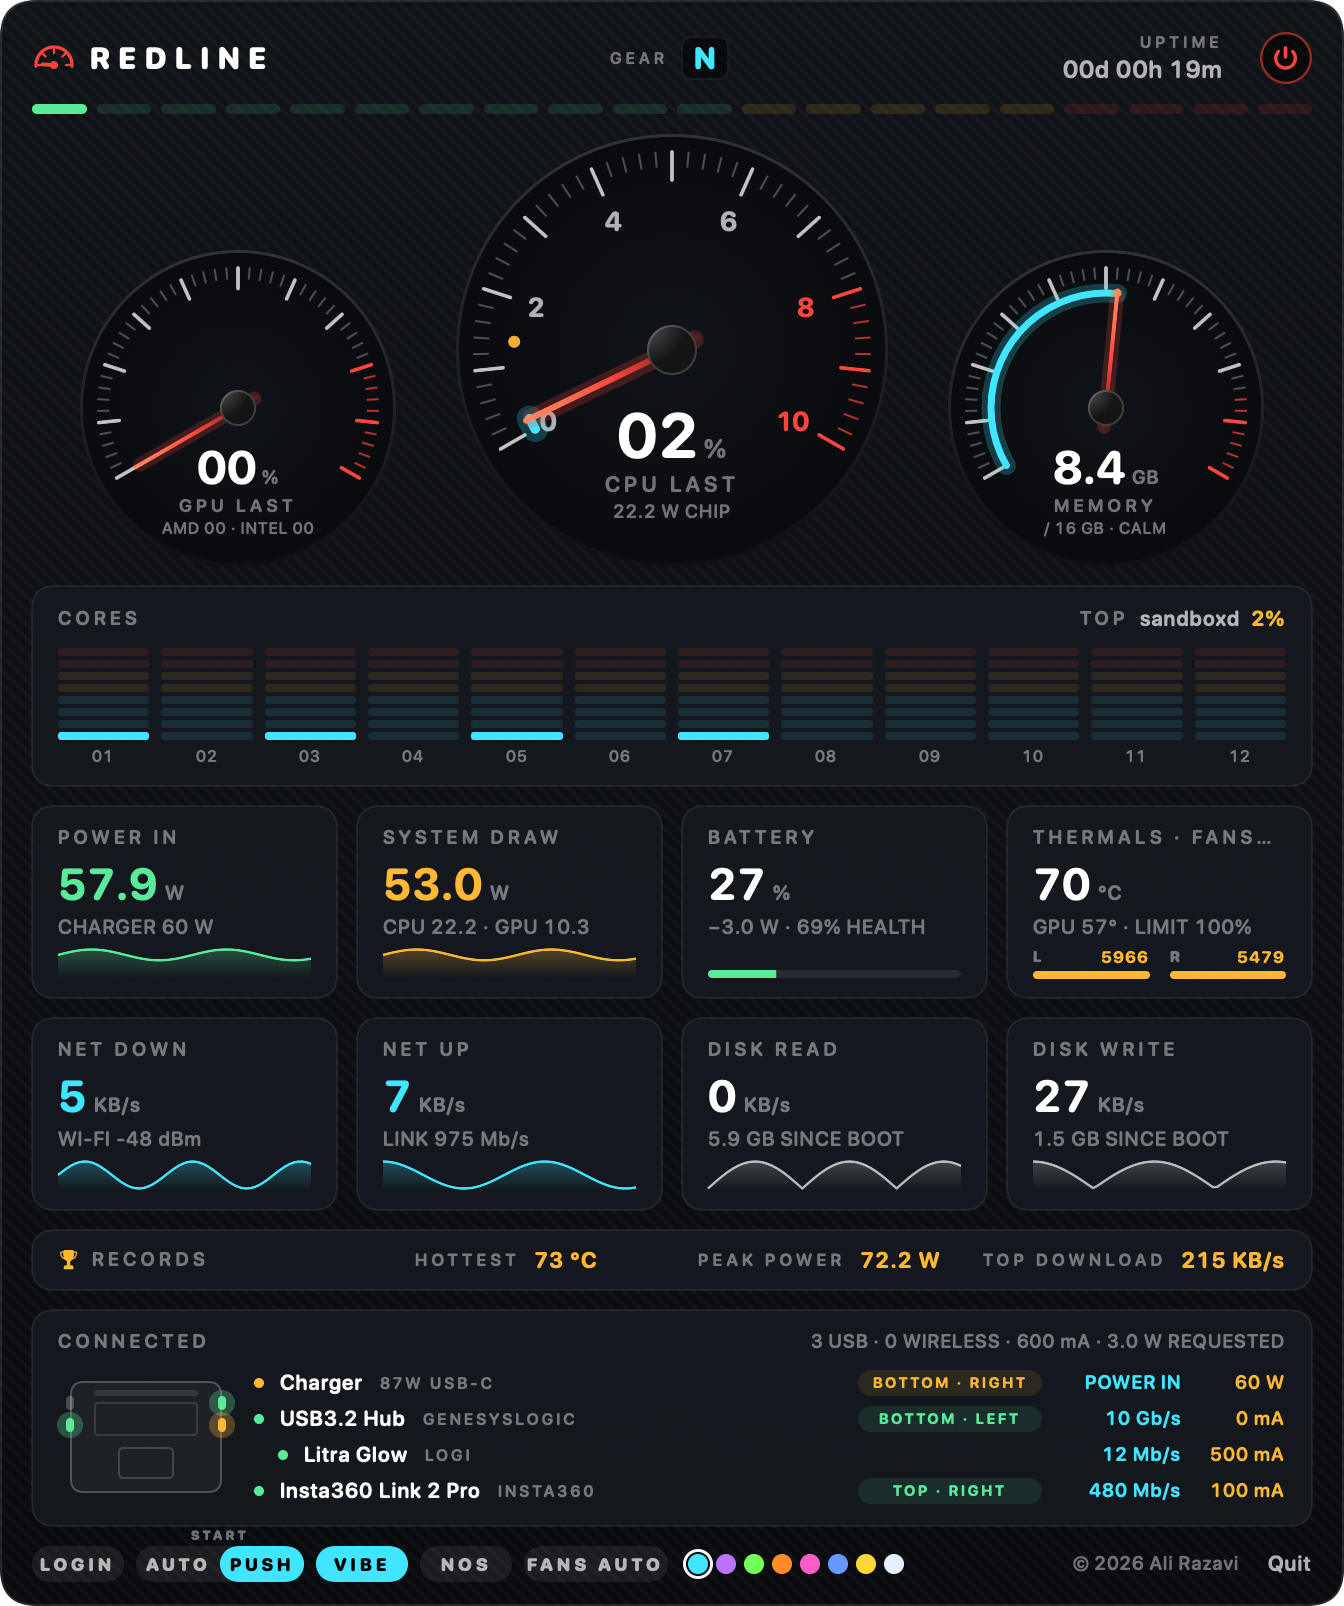 REDLINE
GEAR N
UPTIME
00d 00h 19m
0
2
4
6
8
10
00 %
GPU LAST
AMD 00 · INTEL 00
02 %
CPU LAST
22.2 W CHIP
8.4 GB
MEMORY
/ 16 GB · CALM
CORES
TOP sandboxd 2%
01 02 03 04 05 06 07 08 09 10 11 12
POWER IN
57.9 W
CHARGER 60 W
SYSTEM DRAW
53.0 W
CPU 22.2 · GPU 10.3
BATTERY
27 %
−3.0 W · 69% HEALTH
THERMALS · FANS…
70 °C
GPU 57° · LIMIT 100%
L 5966 R 5479
NET DOWN
5 KB/s
WI-FI -48 dBm
NET UP
7 KB/s
LINK 975 Mb/s
DISK READ
0 KB/s
5.9 GB SINCE BOOT
DISK WRITE
27 KB/s
1.5 GB SINCE BOOT
RECORDS HOTTEST 73 °C PEAK POWER 72.2 W TOP DOWNLOAD 215 KB/s
CONNECTED 3 USB · 0 WIRELESS · 600 mA · 3.0 W REQUESTED
Charger 87W USB-C BOTTOM · RIGHT POWER IN 60 W
USB3.2 Hub GENESYSLOGIC BOTTOM · LEFT 10 Gb/s 0 mA
Litra Glow LOGI 12 Mb/s 500 mA
Insta360 Link 2 Pro INSTA360 TOP · RIGHT 480 Mb/s 100 mA
START
LOGIN AUTO PUSH VIBE NOS FANS AUTO © 2026 Ali Razavi Quit